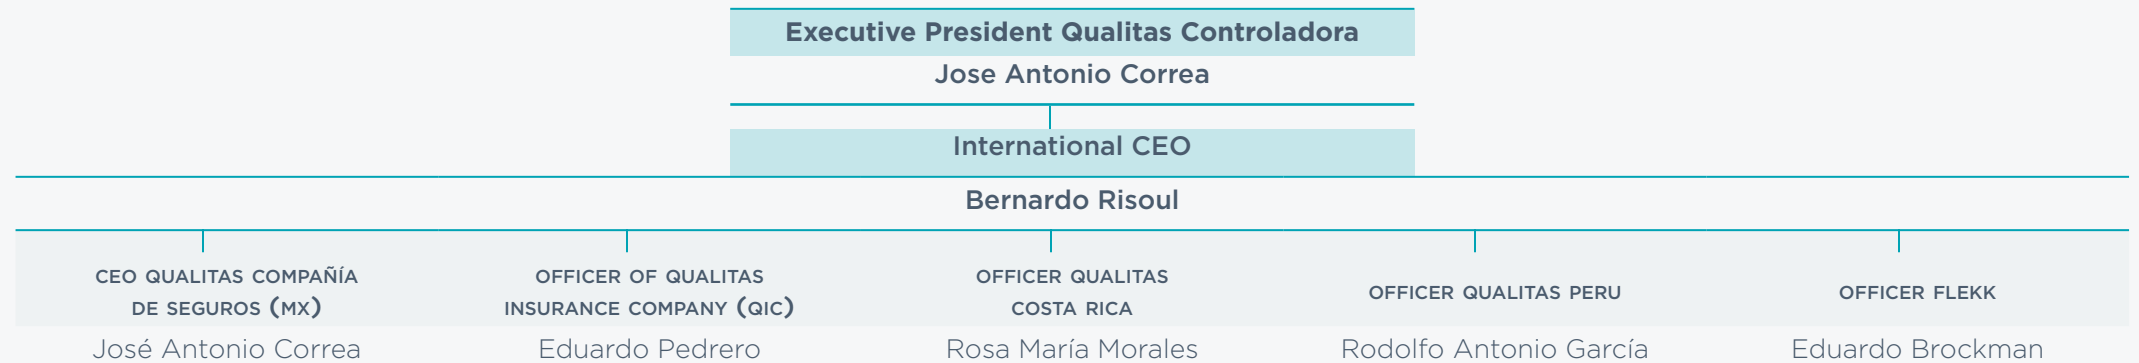 Executive President Qualitas Controladora
Jose Antonio Correa
International CEO
Bernardo Risoul
CEO QUALITAS COMPAÑÍA
DE SEGUROS (MX)
José Antonio Correa
OFFICER OF QUALITAS
INSURANCE COMPANY (QIC)
Eduardo Pedrero
OFFICER QUALITAS
COSTA RICA
Rosa María Morales
OFFICER QUALITAS PERU
Rodolfo Antonio García
OFFICER FLEKK
Eduardo Brockman